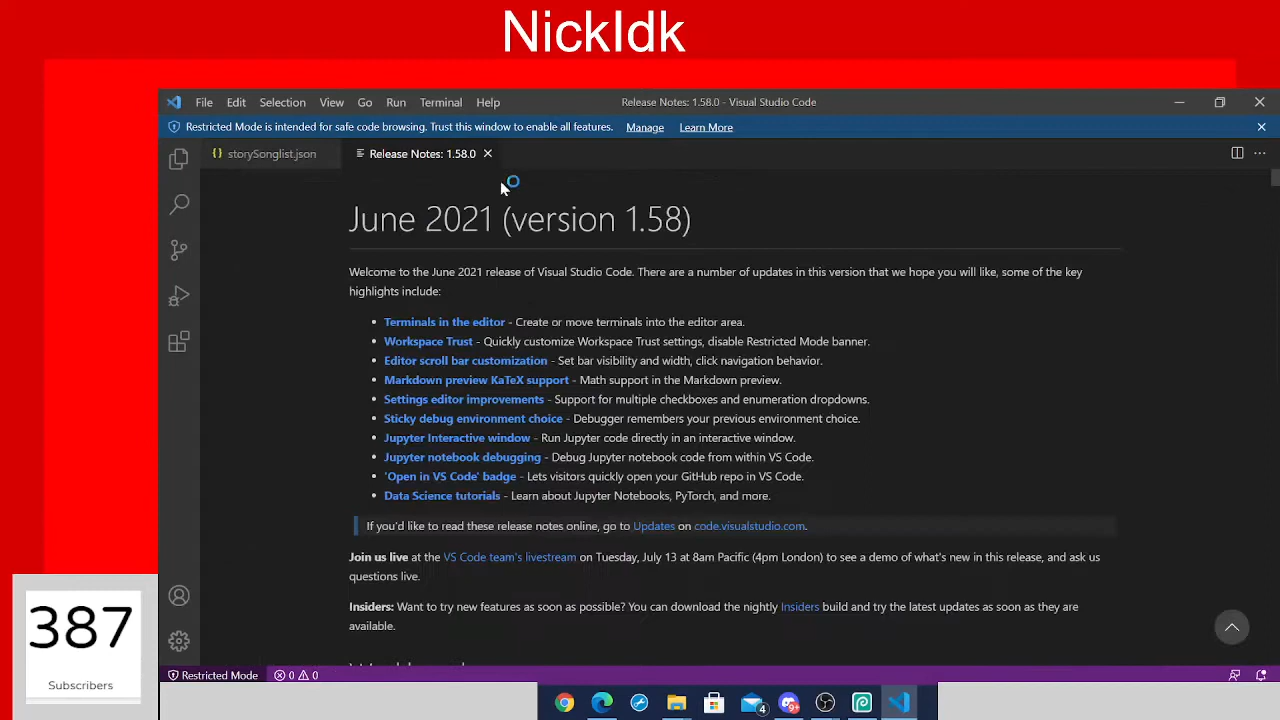 NickIdk
File Edit Selection View Go Run Terminal Help Release Notes: 1.58.0 - Visual Studio Code
Restricted Mode is intended for safe code browsing. Trust this window to enable all features. Manage Learn More
{} storySonglist.json Release Notes: 1.58.0
June 2021 (version 1.58)
Welcome to the June 2021 release of Visual Studio Code. There are a number of updates in this version that we hope you will like, some of the key
highlights include:
• Terminals in the editor - Create or move terminals into the editor area.
• Workspace Trust - Quickly customize Workspace Trust settings, disable Restricted Mode banner.
• Editor scroll bar customization - Set bar visibility and width, click navigation behavior.
• Markdown preview KaTeX support - Math support in the Markdown preview.
• Settings editor improvements - Support for multiple checkboxes and enumeration dropdowns.
• Sticky debug environment choice - Debugger remembers your previous environment choice.
• Jupyter Interactive window - Run Jupyter code directly in an interactive window.
• Jupyter notebook debugging - Debug Jupyter notebook code from within VS Code.
• 'Open in VS Code' badge - Lets visitors quickly open your GitHub repo in VS Code.
• Data Science tutorials - Learn about Jupyter Notebooks, PyTorch, and more.
If you'd like to read these release notes online, go to Updates on code.visualstudio.com.
Join us live at the VS Code team's livestream on Tuesday, July 13 at 8am Pacific (4pm London) to see a demo of what's new in this release, and ask us
questions live.
Insiders: Want to try new features as soon as possible? You can download the nightly Insiders build and try the latest updates as soon as they are
available.
387
Subscribers
Restricted Mode 0 0
4
9+